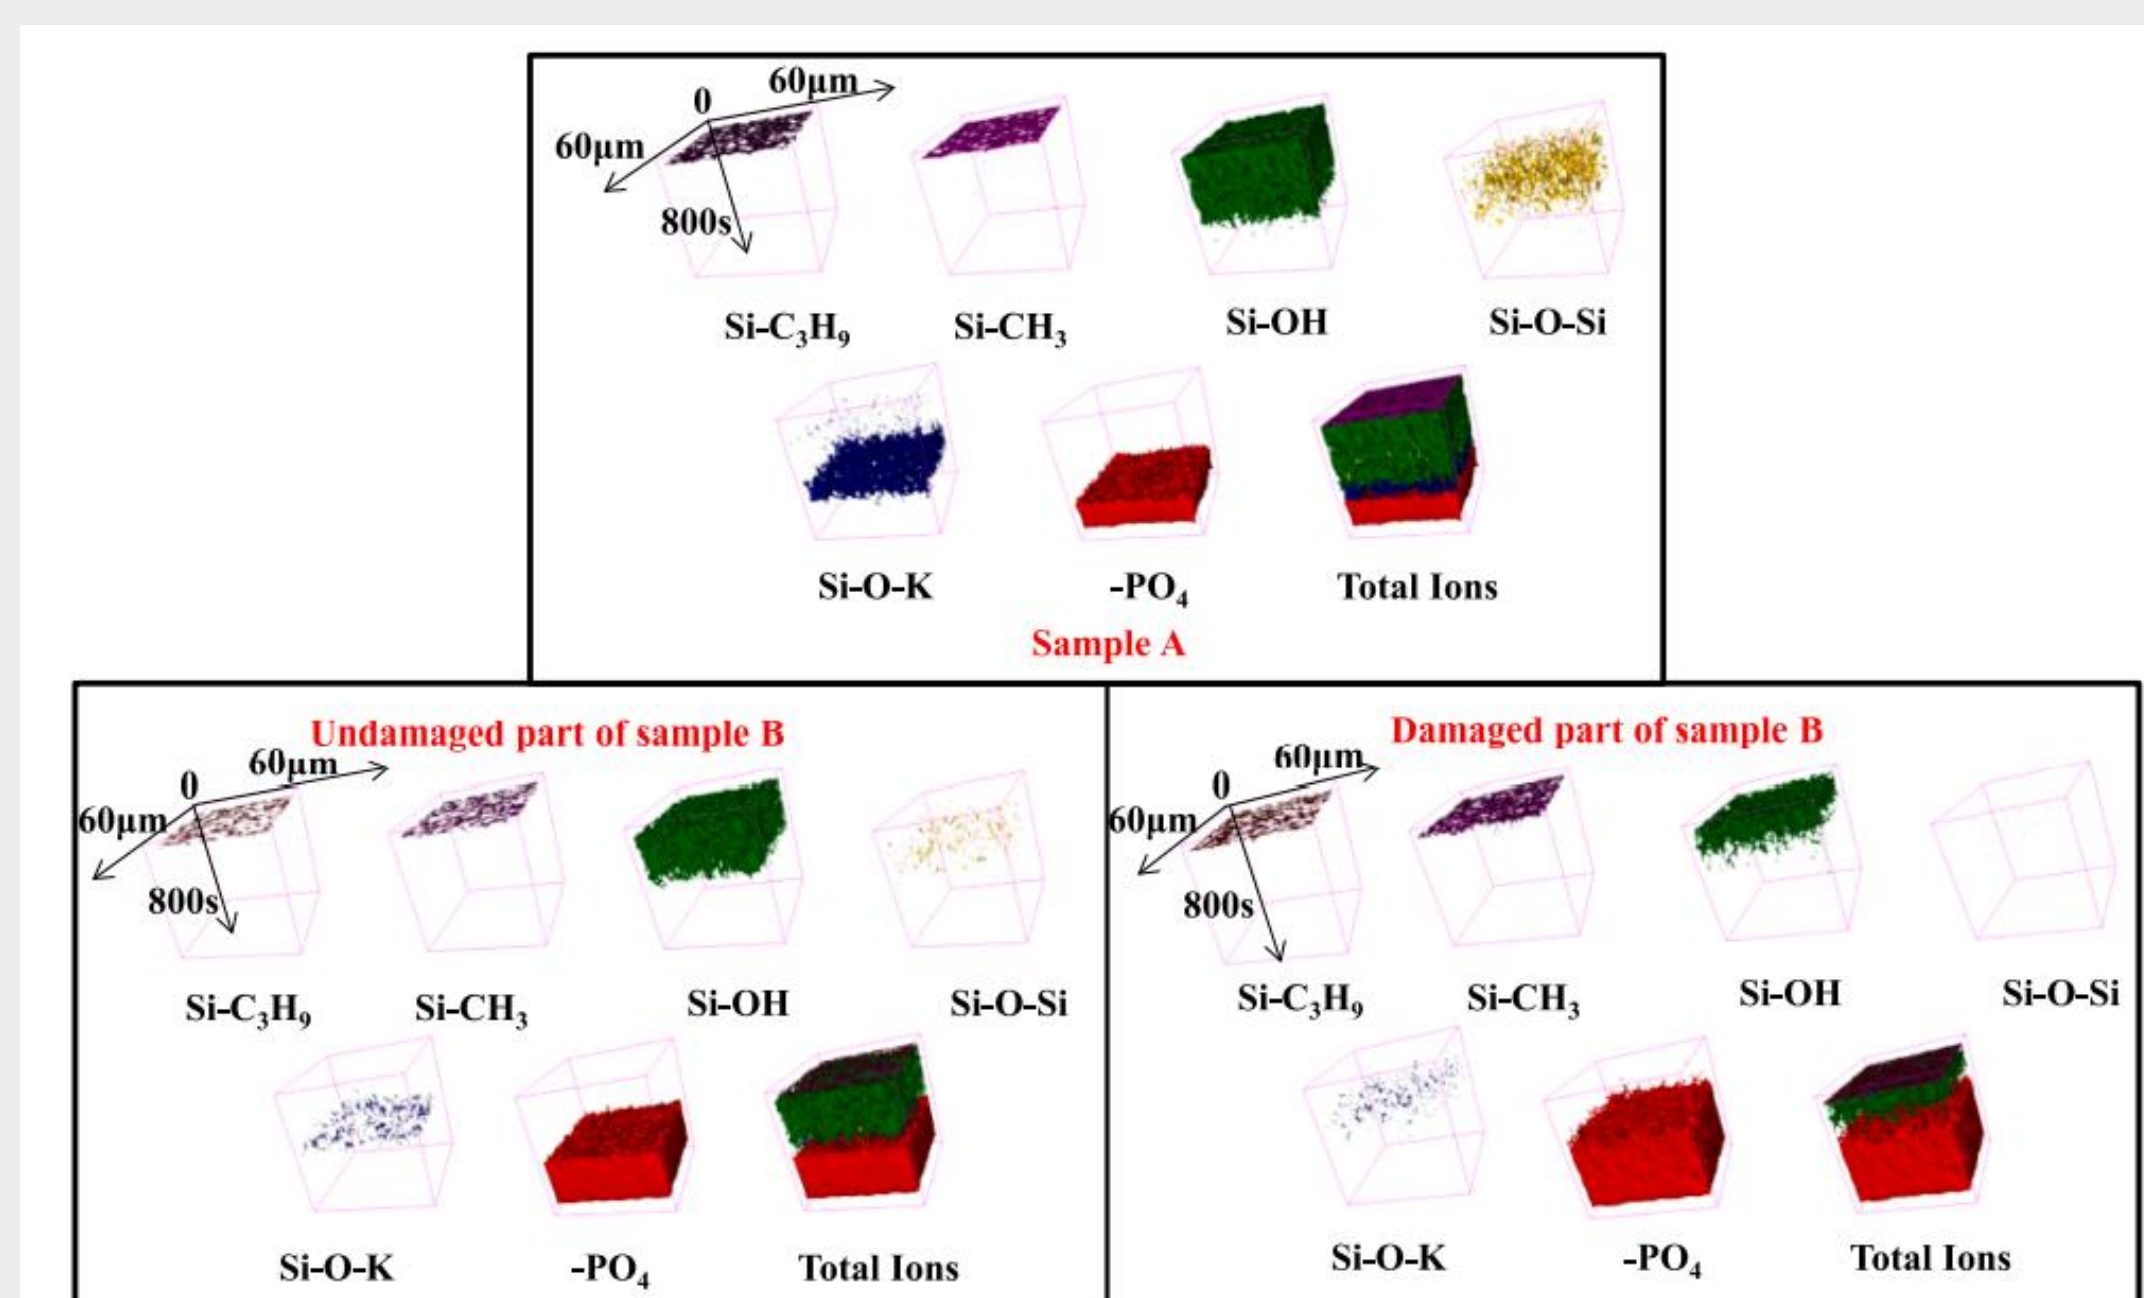 60μm
0
60μm
800s
Si-C₃H₉ Si-CH₃ Si-OH Si-O-Si
Si-O-K -PO₄ Total Ions
Sample A
Undamaged part of sample B
60μm
0
60μm
800s
Si-C₃H₉ Si-CH₃ Si-OH Si-O-Si
Si-O-K -PO₄ Total Ions
Damaged part of sample B
60μm
0
60μm
800s
Si-C₃H₉ Si-CH₃ Si-OH Si-O-Si
Si-O-K -PO₄ Total Ions